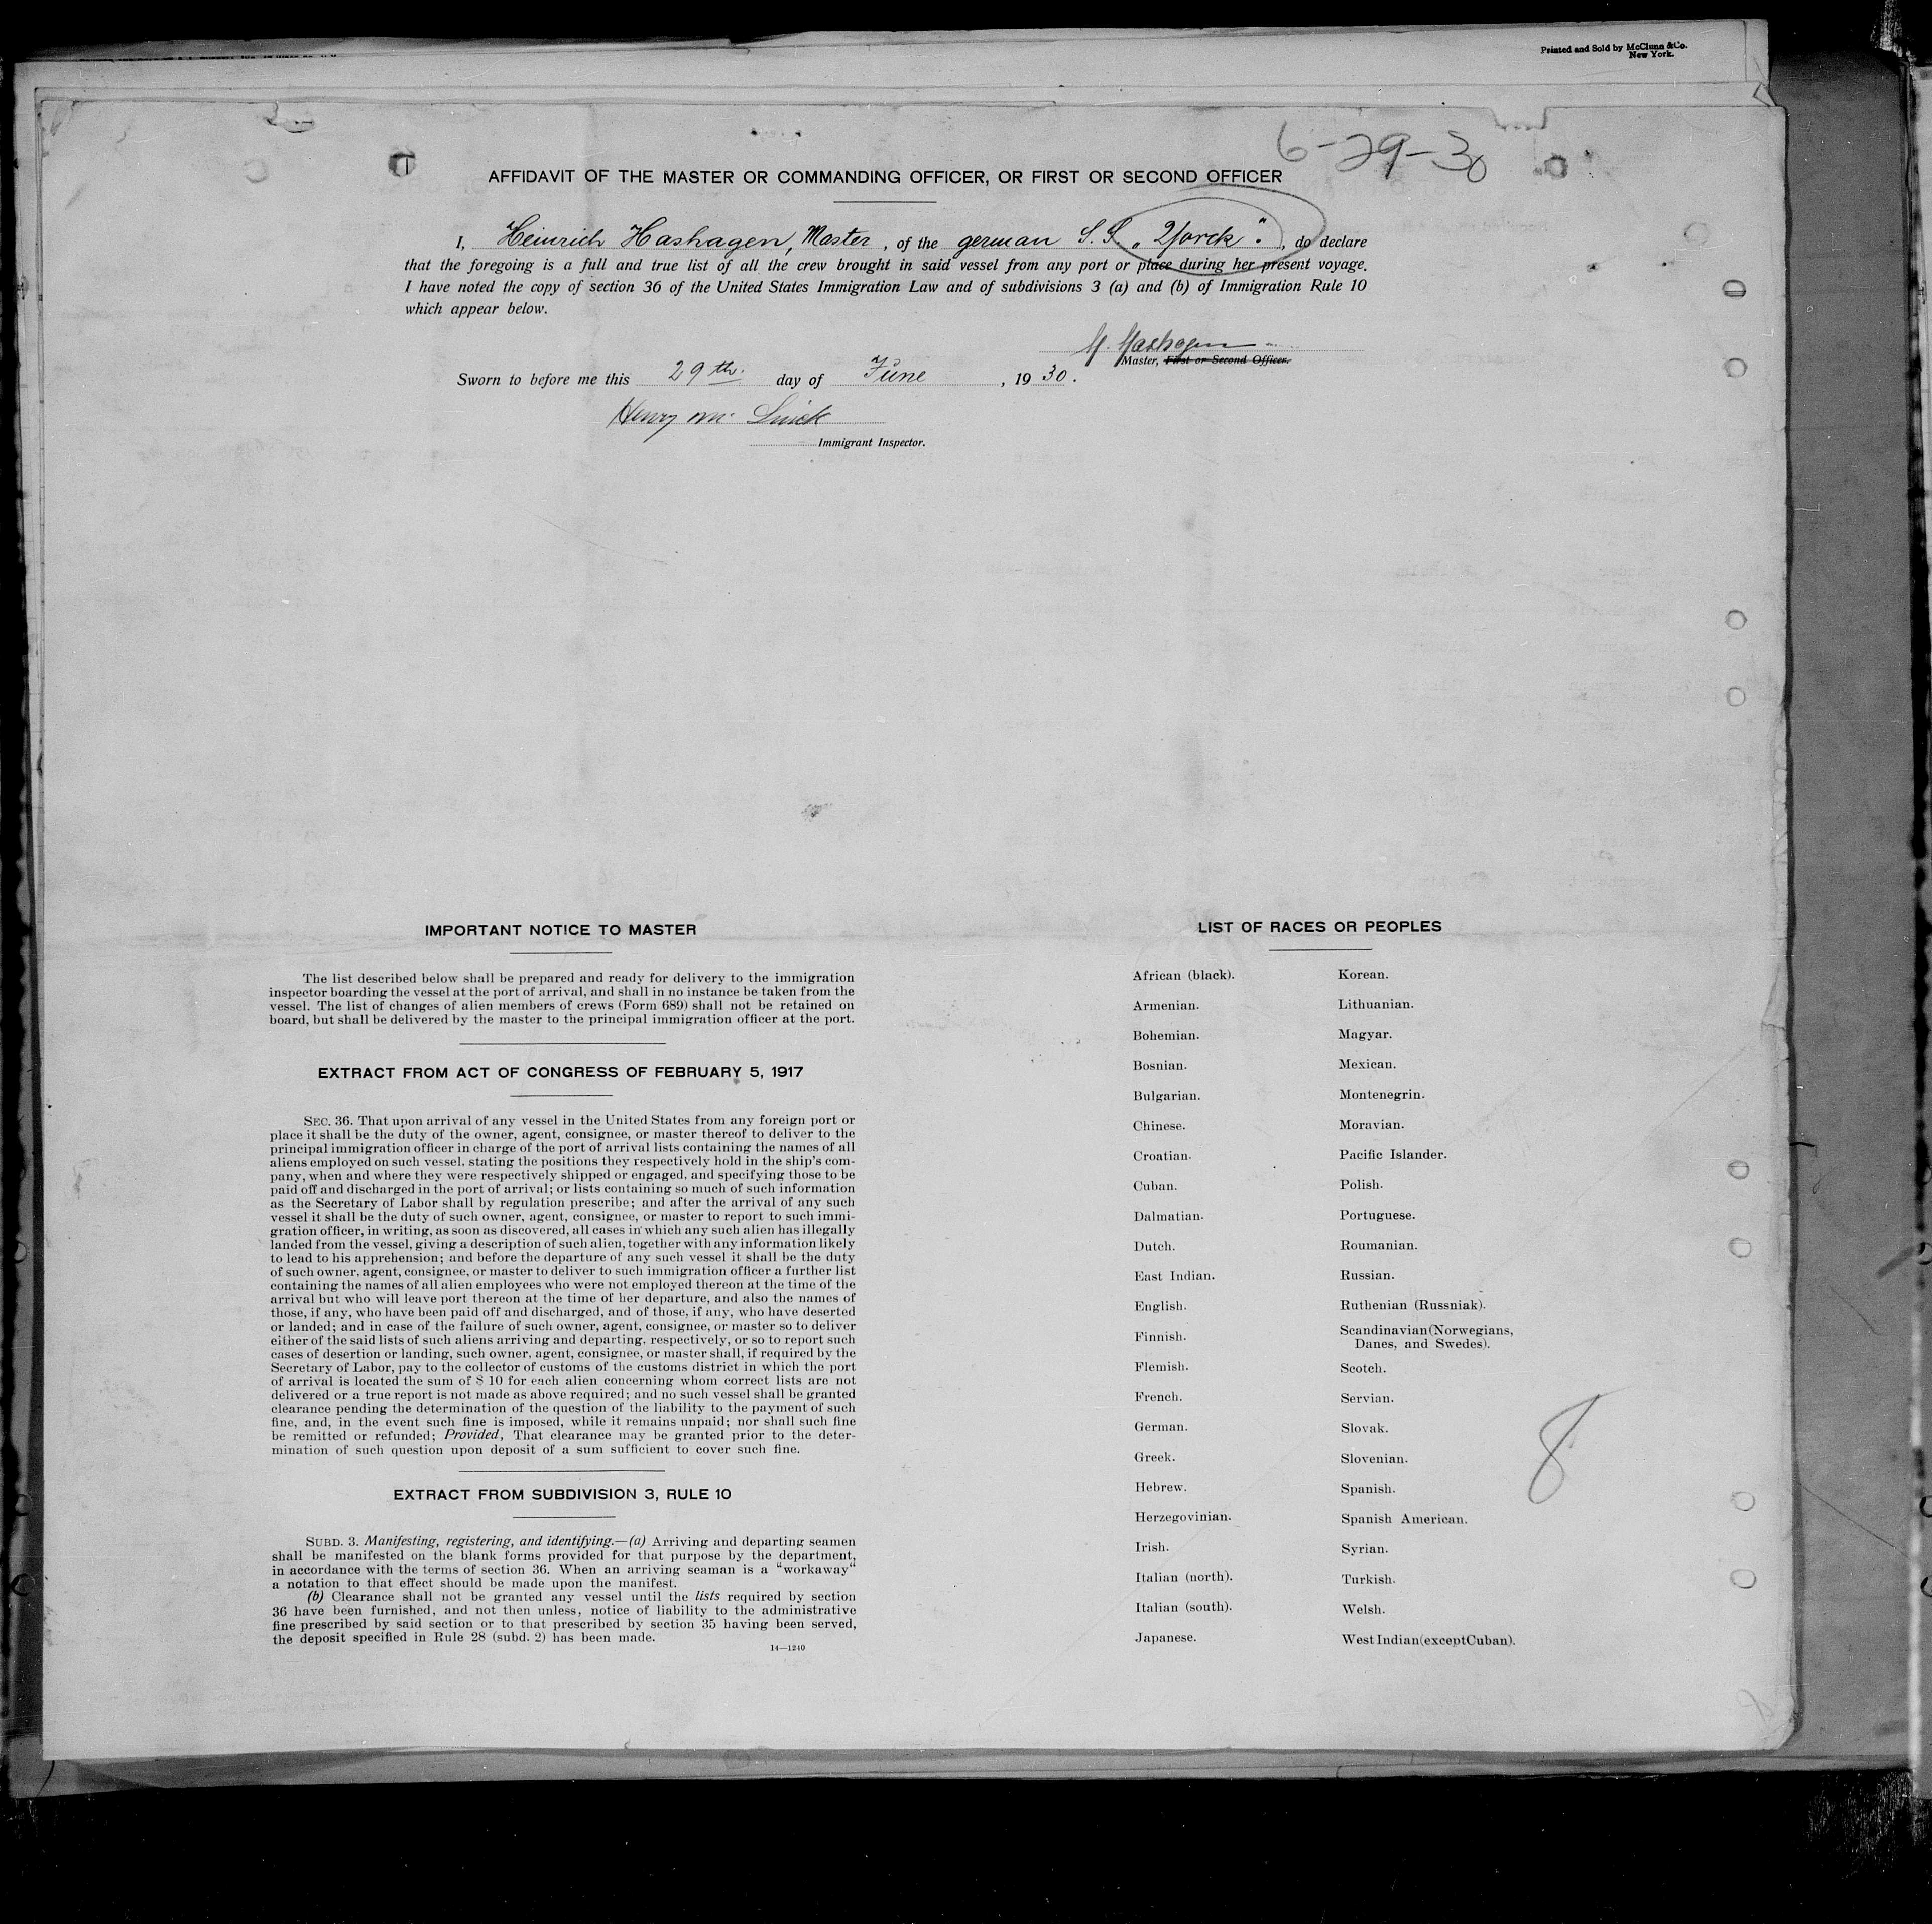 Printed and Sold by McClunn &Co.
New York.
6-29-30
AFFIDAVIT OF THE MASTER OR COMMANDING OFFICER, OR FIRST OR SECOND OFFICER
I, Heinrich Hashagen, Master, of the german S.S. „Yorck", do declare
that the foregoing is a full and true list of all the crew brought in said vessel from any port or place during her present voyage.
I have noted the copy of section 36 of the United States Immigration Law and of subdivisions 3 (a) and (b) of Immigration Rule 10
which appear below.
H. Hashagen
Master, First or Second Officer.
Sworn to before me this 29th. day of June, 1930.
Henry
Immigrant Inspector.
IMPORTANT NOTICE TO MASTER
The list described below shall be prepared and ready for delivery to the immigration
inspector boarding the vessel at the port of arrival, and shall in no instance be taken from the
vessel. The list of changes of alien members of crews (Form 689) shall not be retained on
board, but shall be delivered by the master to the principal immigration officer at the port.
EXTRACT FROM ACT OF CONGRESS OF FEBRUARY 5, 1917
SEC. 36. That upon arrival of any vessel in the United States from any foreign port or
place it shall be the duty of the owner, agent, consignee, or master thereof to deliver to the
principal immigration officer in charge of the port of arrival lists containing the names of all
aliens employed on such vessel, stating the positions they respectively hold in the ship's com-
pany, when and where they were respectively shipped or engaged, and specifying those to be
paid off and discharged in the port of arrival; or lists containing so much of such information
as the Secretary of Labor shall by regulation prescribe; and after the arrival of any such
vessel it shall be the duty of such owner, agent, consignee, or master to report to such immi-
gration officer, in writing, as soon as discovered, all cases in which any such alien has illegally
landed from the vessel, giving a description of such alien, together with any information likely
to lead to his apprehension; and before the departure of any such vessel it shall be the duty
of such owner, agent, consignee, or master to deliver to such immigration officer a further list
containing the names of all alien employees who were not employed thereon at the time of the
arrival but who will leave port thereon at the time of her departure, and also the names of
those, if any, who have been paid off and discharged, and of those, if any, who have deserted
or landed; and in case of the failure of such owner, agent, consignee, or master so to deliver
either of the said lists of such aliens arriving and departing. respectively, or so to report such
cases of desertion or landing, such owner, agent, consignee, or master shall, if required by the
Secretary of Labor, pay to the collector of customs of the customs district in which the port
of arrival is located the sum of $ 10 for each alien concerning whom correct lists are not
delivered or a true report is not made as above required; and no such vessel shall be granted
clearance pending the determination of the question of the liability to the payment of such
fine, and, in the event such fine is imposed, while it remains unpaid; nor shall such fine
be remitted or refunded; Provided, That clearance may be granted prior to the deter-
mination of such question upon deposit of a sum sufficient to cover such fine.
EXTRACT FROM SUBDIVISION 3, RULE 10
SUBD. 3. Manifesting, registering, and identifying.—(a) Arriving and departing seamen
shall be manifested on the blank forms provided for that purpose by the department,
in accordance with the terms of section 36. When an arriving seaman is a "workaway"
a notation to that effect should be made upon the manifest.
(b) Clearance shall not be granted any vessel until the lists required by section
36 have been furnished, and not then unless, notice of liability to the administrative
fine prescribed by said section or to that prescribed by section 35 having been served,
the deposit specified in Rule 28 (subd. 2) has been made.
14—1240
LIST OF RACES OR PEOPLES
African (black).
Armenian.
Bohemian.
Bosnian.
Bulgarian.
Chinese.
Croatian.
Cuban.
Dalmatian.
Dutch.
East Indian.
English.
Finnish.
Flemish.
French.
German.
Greek.
Hebrew.
Herzegovinian.
Irish.
Italian (north).
Italian (south).
Japanese.
Korean.
Lithuanian.
Magyar.
Mexican.
Montenegrin.
Moravian.
Pacific Islander.
Polish.
Portuguese.
Roumanian.
Russian.
Ruthenian (Russniak).
Scandinavian(Norwegians,
Danes, and Swedes).
Scotch.
Servian.
Slovak.
Slovenian.
Spanish.
Spanish American.
Syrian.
Turkish.
Welsh.
West Indian(exceptCuban).
8